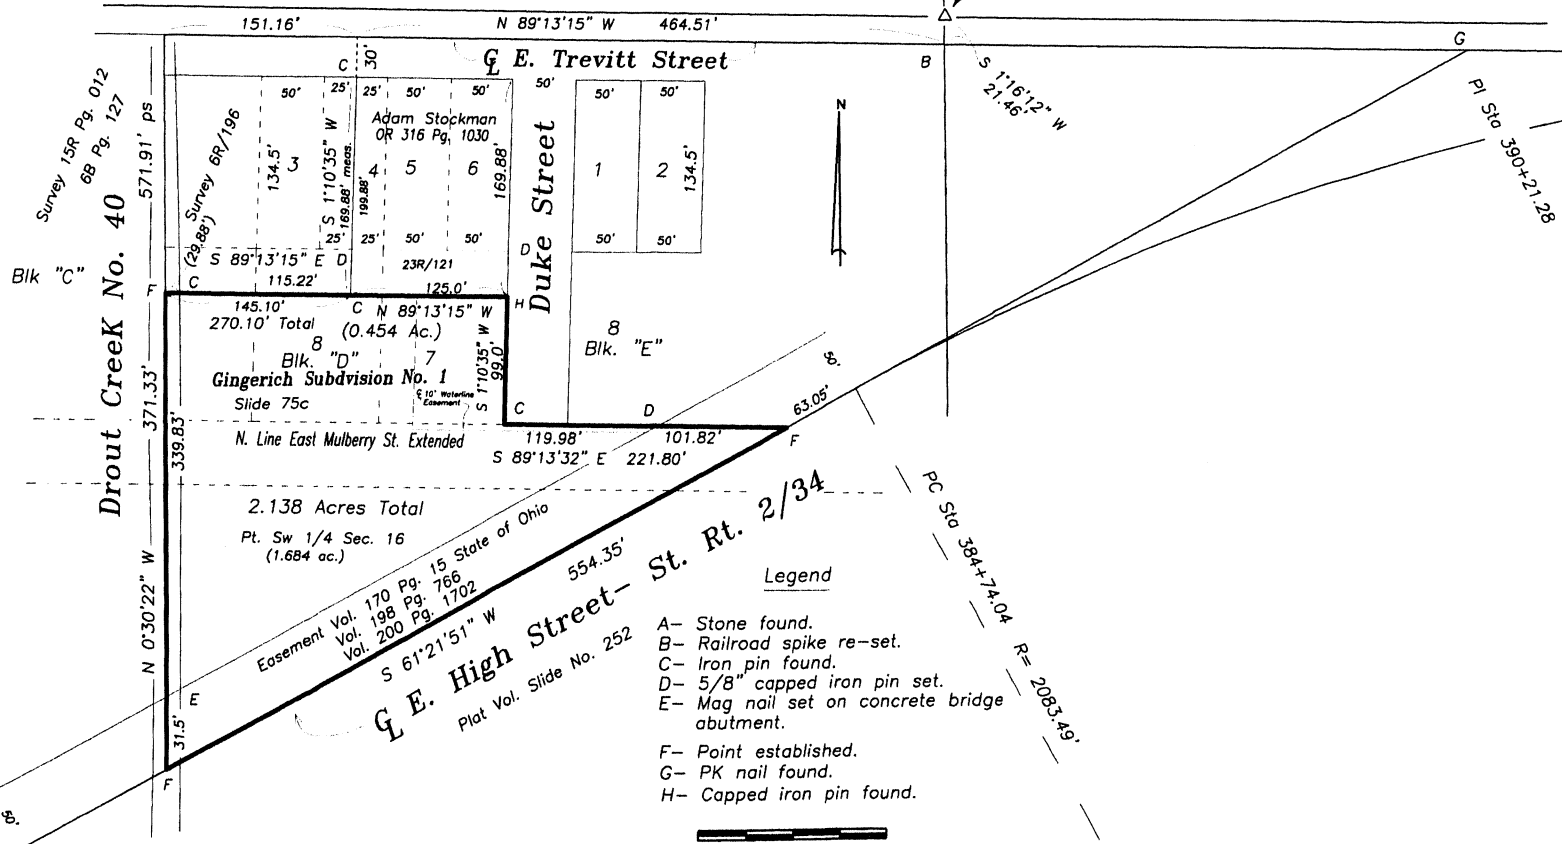 151.16' N 89°13'15" W 464.51'
G
C 30' ℄ E. Trevitt Street B
S 1°16'12" W
21.46'
PI Sta 390+21.28
Survey 15R Pg. 012
6B Pg. 127
571.91' ps
50' 25' 25' 50' 50' 50' 50' 50'
N
Adam Stockman
OR 316 Pg. 1030
Survey 6R/196
(29.88')
134.5'
3
S 1°10'35" W
169.88' meas.
199.88'
4 5 6
169.88'
Duke Street
1 2
134.5'
25' 25' 50' 50' D 50' 50'
S 89°13'15" E D 23R/121
Blk "C"
Drout CreeK No. 40
F C 115.22' 125.0' H
145.10' C N 89°13'15" W
270.10' Total (0.454 Ac.)
8
Blk. "D" 7
8
Blk. "E"
S 1°10'35" W
99.0'
Gingerich Subdvision No. 1
℄ 10' Waterline
Easement
Slide 75c
C D
50'
63.05'
F
371.33'
339.83'
N. Line East Mulberry St. Extended
119.98' 101.82'
S 89°13'32" E 221.80'
2.138 Acres Total
Pt. Sw 1/4 Sec. 16
(1.684 ac.)
N 0°30'22" W
Easement Vol. 170 Pg. 15 State of Ohio
Vol. 198 Pg. 766
Vol. 200 Pg. 1702
554.35'
S 61°21'51" W
℄ E. High Street- St. Rt. 2/34
Plat Vol. Slide No. 252
PC Sta 384+74.04 R= 2083.49'
E
31.5'
F
50'
Legend
A- Stone found.
B- Railroad spike re-set.
C- Iron pin found.
D- 5/8" capped iron pin set.
E- Mag nail set on concrete bridge
abutment.
F- Point established.
G- PK nail found.
H- Capped iron pin found.